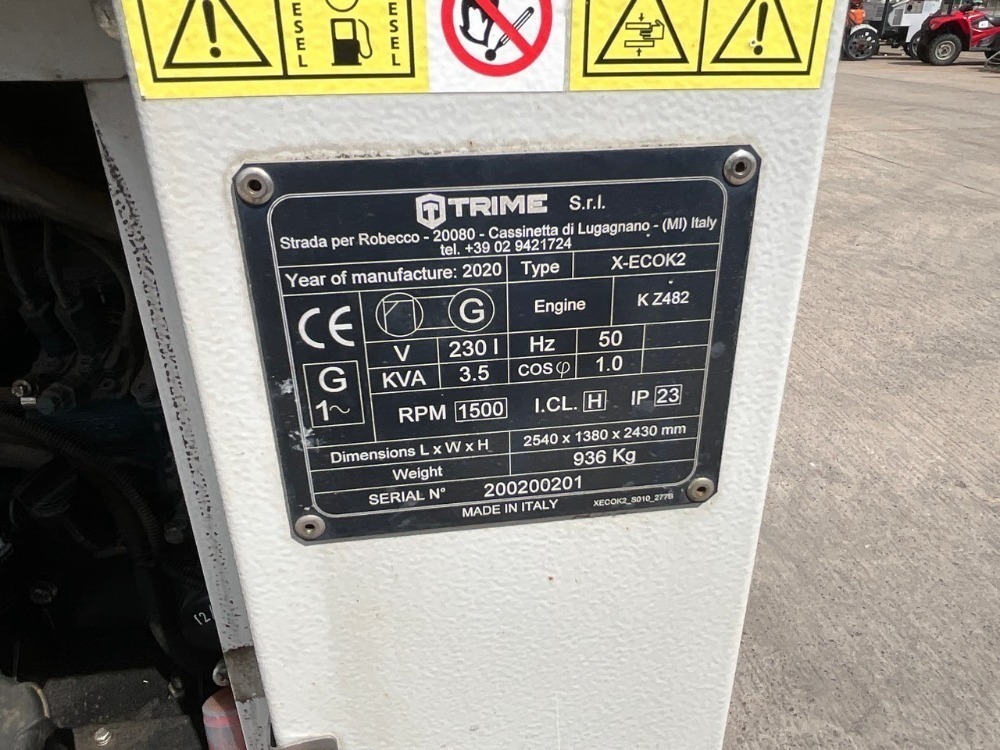 DIESEL
DIESEL
TRIME S.r.l.
Strada per Robecco - 20080 - Cassinetta di Lugagnano - (MI) Italy
tel. +39 02 9421724
Year of manufacture: 2020 Type X-ECOK2
CE G Engine K Z482
V 230 I Hz 50
G KVA 3.5 COSφ 1.0
1~ RPM 1500 I.CL. H IP 23
Dimensions L x W x H 2540 x 1380 x 2430 mm
Weight 936 Kg
SERIAL N° 200200201
MADE IN ITALY XECOK2_S010_277B